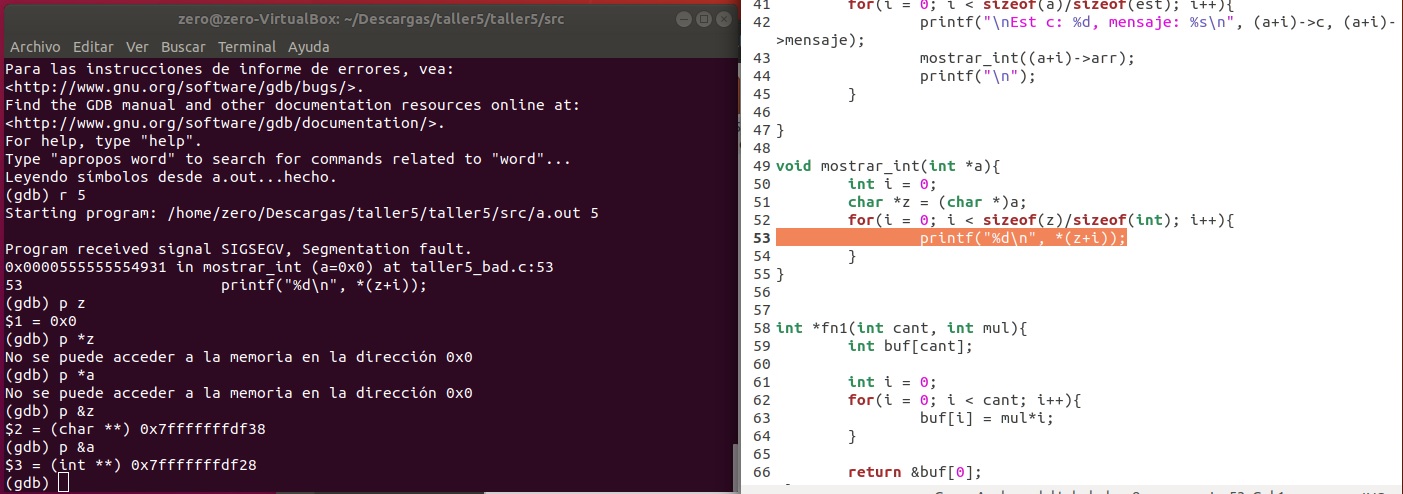 zero@zero-VirtualBox: ~/Descargas/taller5/taller5/src
Archivo Editar Ver Buscar Terminal Ayuda
Para las instrucciones de informe de errores, vea:
<http://www.gnu.org/software/gdb/bugs/>.
Find the GDB manual and other documentation resources online at:
<http://www.gnu.org/software/gdb/documentation/>.
For help, type "help".
Type "apropos word" to search for commands related to "word"...
Leyendo símbolos desde a.out...hecho.
(gdb) r 5
Starting program: /home/zero/Descargas/taller5/taller5/src/a.out 5
Program received signal SIGSEGV, Segmentation fault.
0x0000555555554931 in mostrar_int (a=0x0) at taller5_bad.c:53
53                      printf("%d\n", *(z+i));
(gdb) p z
$1 = 0x0
(gdb) p *z
No se puede acceder a la memoria en la dirección 0x0
(gdb) p *a
No se puede acceder a la memoria en la dirección 0x0
(gdb) p &z
$2 = (char **) 0x7fffffffdf38
(gdb) p &a
$3 = (int **) 0x7fffffffdf28
(gdb)
41         for(i = 0; i < sizeof(a)/sizeof(est); i++){
42                 printf("\nEst c: %d, mensaje: %s\n", (a+i)->c, (a+i)-
>mensaje);
43                 mostrar_int((a+i)->arr);
44                 printf("\n");
45         }
46
47 }
48
49 void mostrar_int(int *a){
50         int i = 0;
51         char *z = (char *)a;
52         for(i = 0; i < sizeof(z)/sizeof(int); i++){
53                 printf("%d\n", *(z+i));
54         }
55 }
56
57
58 int *fn1(int cant, int mul){
59         int buf[cant];
60
61         int i = 0;
62         for(i = 0; i < cant; i++){
63                 buf[i] = mul*i;
64         }
65
66         return &buf[0];